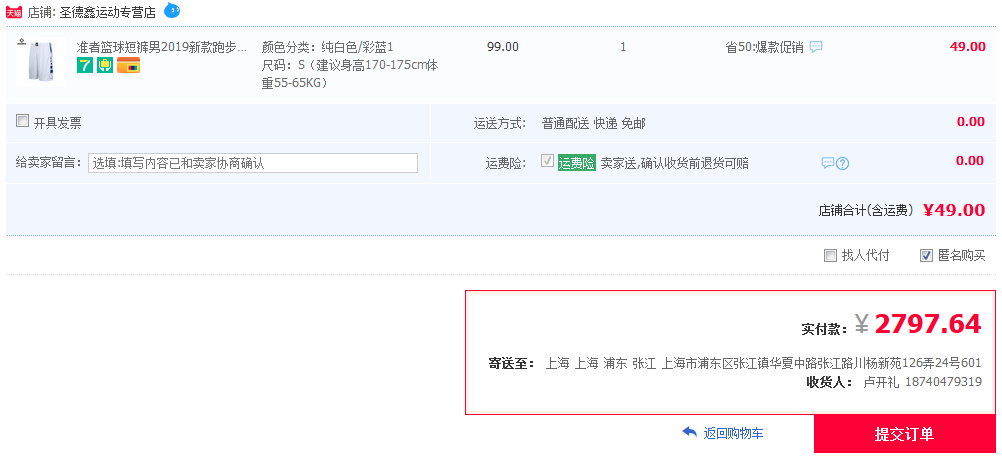 天猫 店铺: 圣德鑫运动专营店
准者篮球短裤男2019新款跑步... 颜色分类：纯白色/彩蓝1 99.00 1 省50:爆款促销 49.00
7 尺码：S（建议身高170-175cm体
重55-65KG）
开具发票 运送方式: 普通配送 快递 免邮 0.00
给卖家留言: 选填:填写内容已和卖家协商确认 运费险: 运费险 卖家送,确认收货前退货可赔 ? 0.00
店铺合计(含运费) ¥49.00
找人代付 匿名购买
实付款: ¥ 2797.64
寄送至: 上海 上海 浦东 张江 上海市浦东区张江镇华夏中路张江路川杨新苑126弄24号601
收货人: 卢开礼 18740479319
返回购物车 提交订单